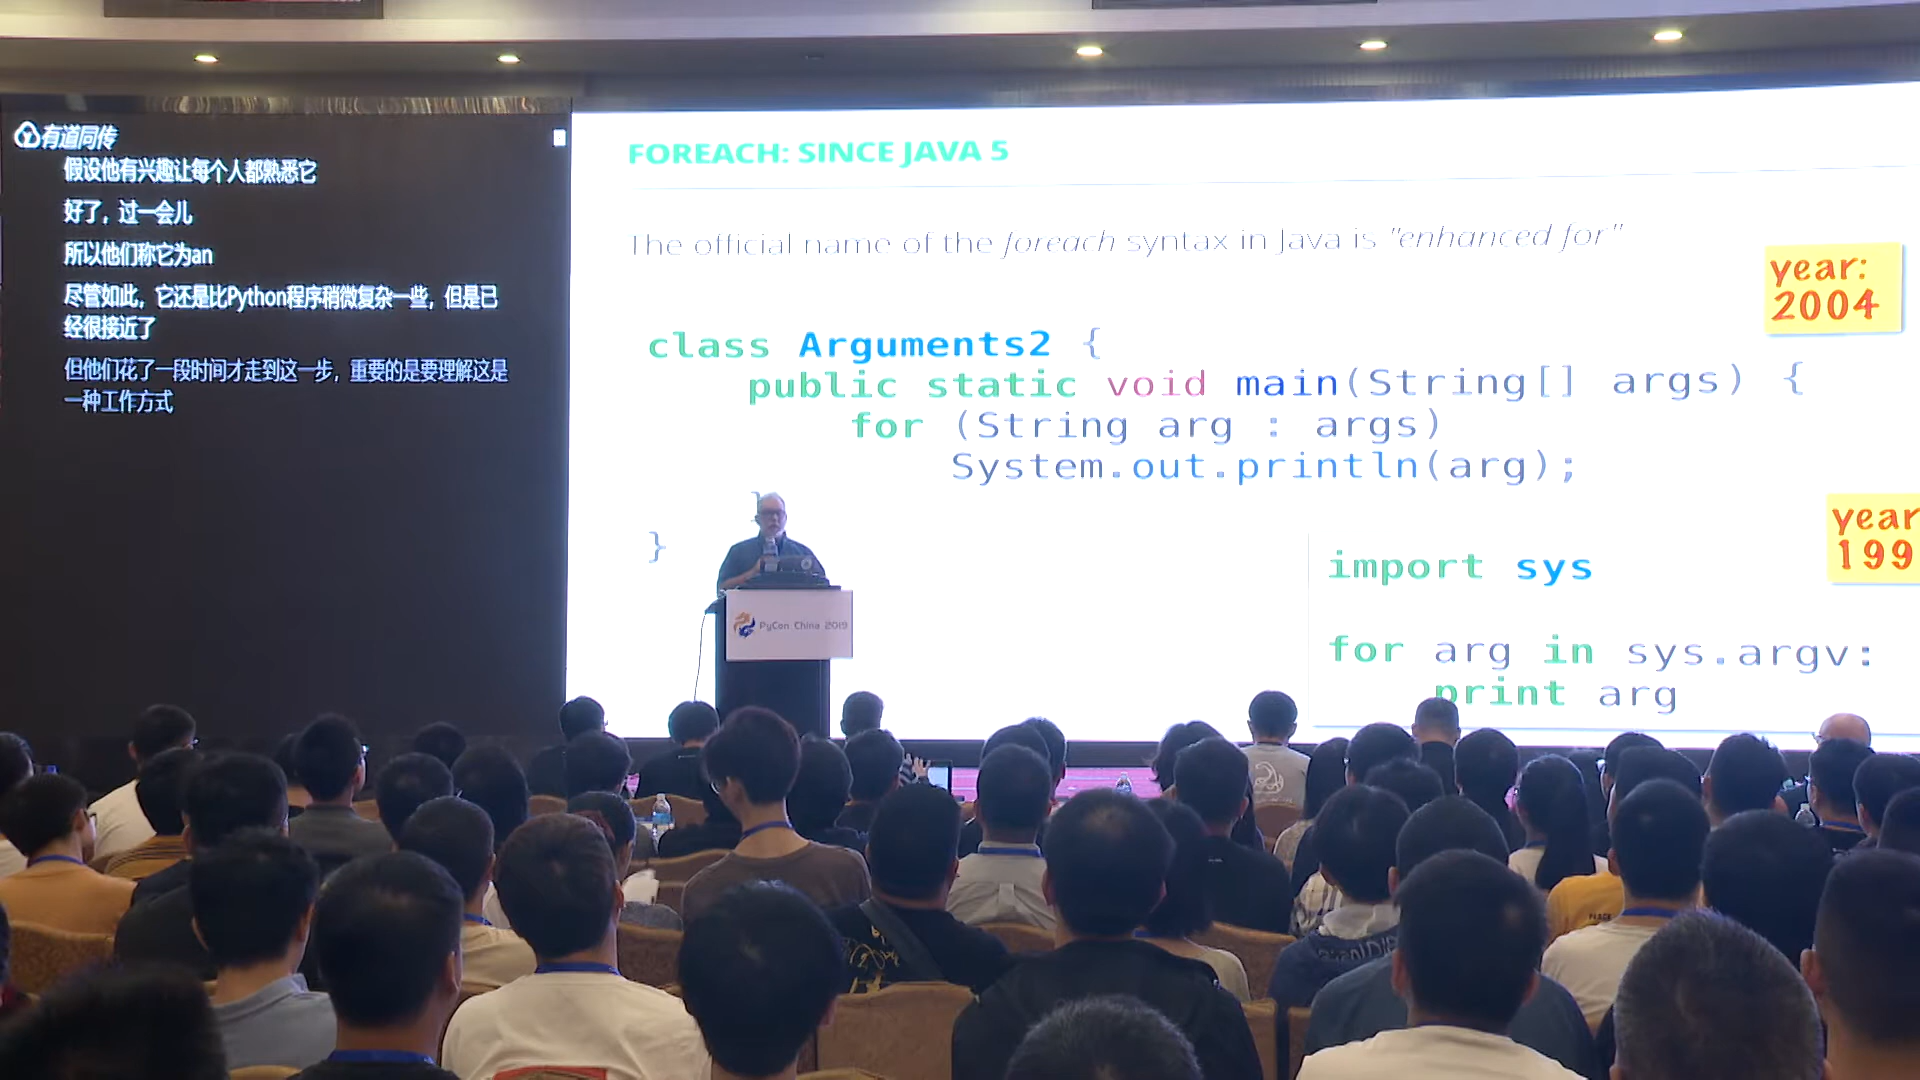 有道同传
假设他有兴趣让每个人都熟悉它
好了，过一会儿
所以他们称它为an
尽管如此，它还是比Python程序稍微复杂一些，但是已
经很接近了
但他们花了一段时间才走到这一步，重要的是要理解这是
一种工作方式
FOREACH: SINCE JAVA 5
The official name of the foreach syntax in Java is "enhanced for"
year:
2004
class Arguments2 {
public static void main(String[] args) {
for (String arg : args)
System.out.println(arg);
}
}
year
199
import sys
for arg in sys.argv:
print arg
PyCon China 2019
PEACE